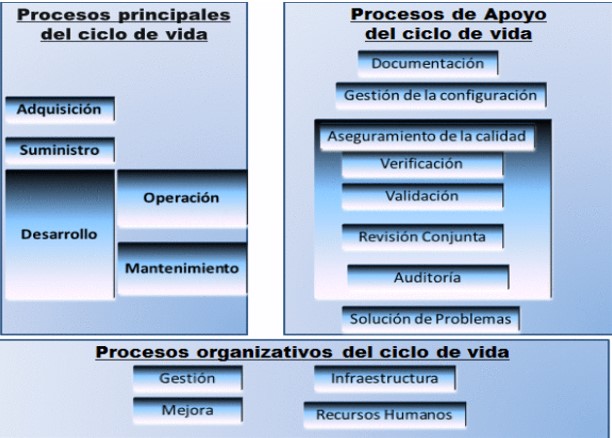 Procesos principales
del ciclo de vida
Adquisición
Suministro
Desarrollo
Operación
Mantenimiento
Procesos de Apoyo
del ciclo de vida
Documentación
Gestión de la configuración
Aseguramiento de la calidad
Verificación
Validación
Revisión Conjunta
Auditoría
Solución de Problemas
Procesos organizativos del ciclo de vida
Gestión
Infraestructura
Mejora
Recursos Humanos